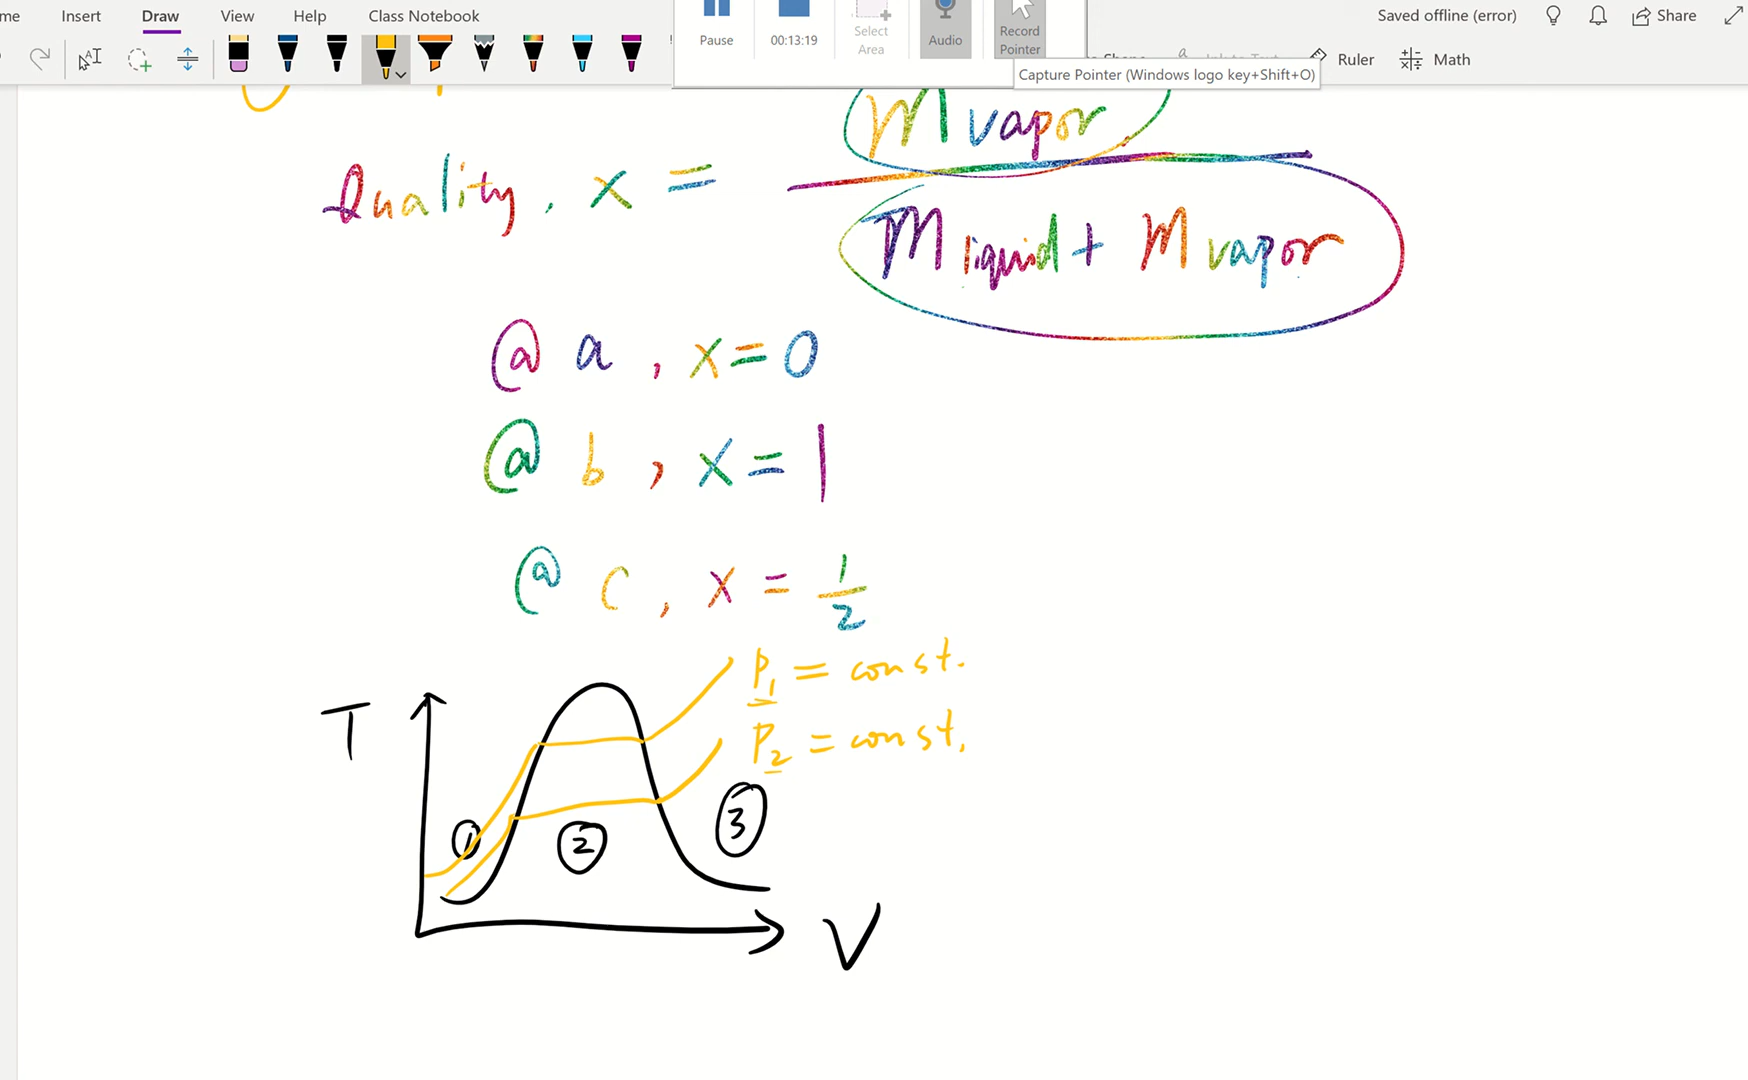 me Insert Draw View Help Class Notebook
Pause 00:13:19 Select Area Audio Record Pointer
Saved offline (error) Share
Ruler Math
Capture Pointer (Windows logo key+Shift+O)
Quality, x = m vapor
m liquid + m vapor
@ a, x = 0
@ b, x = 1
@ c, x = 1/2
P1 = const.
P2 = const.
T
1 2 3
V